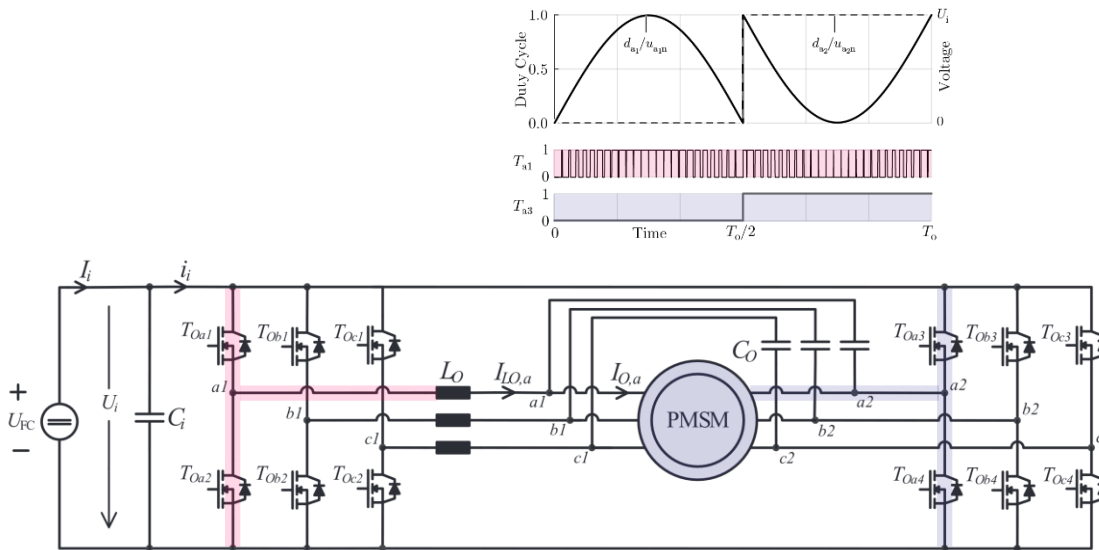 1.0
0.5
0.0
Duty Cycle
d_a1/u_a1n
d_a2/u_a2n
U_i
Voltage
0
T_a1
1
0
T_a3
1
0
0
Time
T_o/2
T_o
I_i
i_i
T_Oa1
T_Ob1
T_Oc1
C_O
T_Oa3
T_Ob3
T_Oc3
L_O
I_LO,a
I_O,a
a1
a1
a2
a2
+
U_FC
−
U_i
C_i
b1
b1
PMSM
b2
b2
c1
c1
c2
c
T_Oa2
T_Ob2
T_Oc2
T_Oa4
T_Ob4
T_Oc4